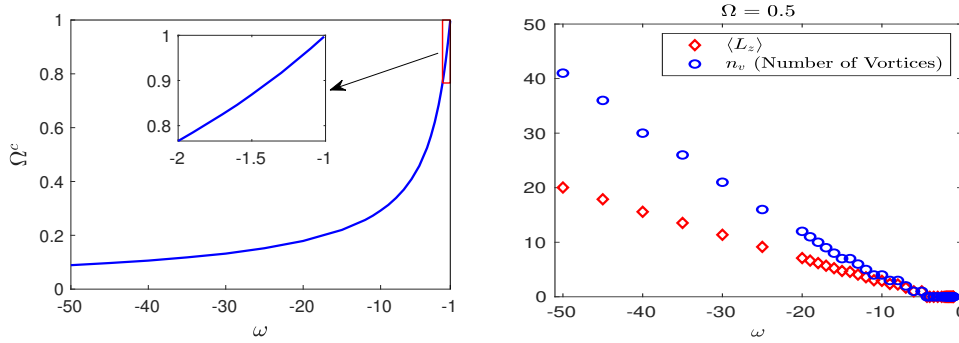 1
0.8
0.6
0.4
0.2
0
Ω^c
-50 -40 -30 -20 -10 -1
ω
1
0.9
0.8
-2 -1.5 -1
Ω = 0.5
50
40
30
20
10
0
⟨L_z⟩
n_v (Number of Vortices)
-50 -40 -30 -20 -10 0
ω